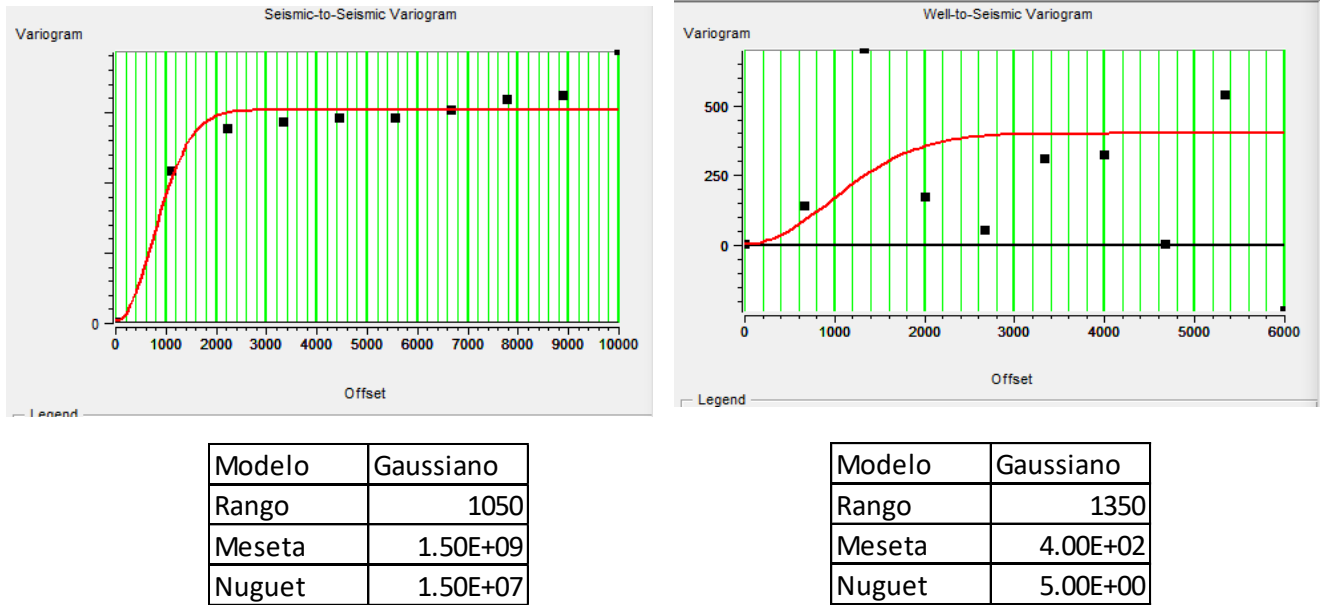 Seismic-to-Seismic Variogram
Variogram
0
0 1000 2000 3000 4000 5000 6000 7000 8000 9000 10000
Offset
Legend
Well-to-Seismic Variogram
Variogram
500
250
0
0 1000 2000 3000 4000 5000 6000
Offset
Legend
Modelo Gaussiano
Rango 1050
Meseta 1.50E+09
Nuguet 1.50E+07
Modelo Gaussiano
Rango 1350
Meseta 4.00E+02
Nuguet 5.00E+00